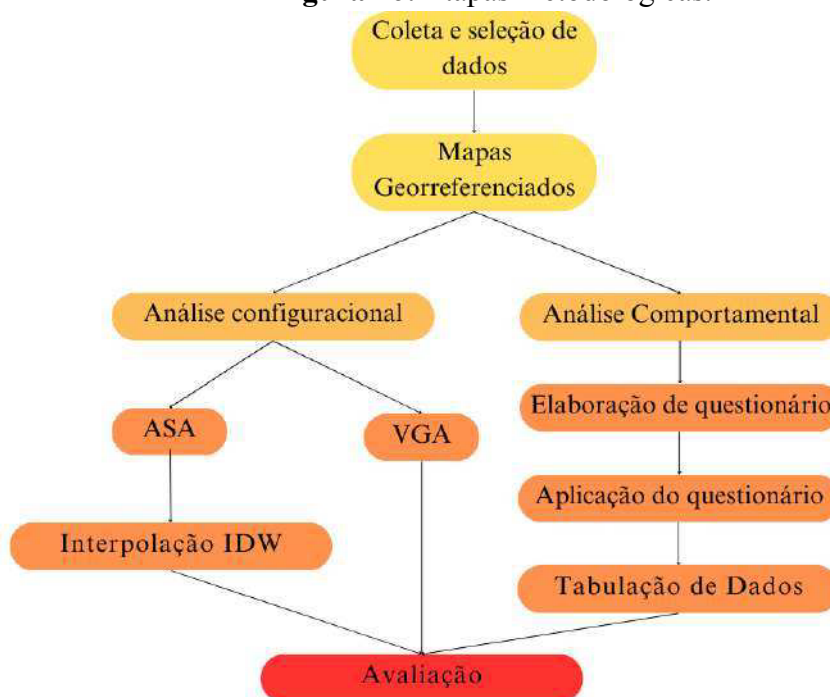 Coleta e seleção de
dados
Mapas
Georreferenciados
Análise configuracional
Análise Comportamental
ASA
VGA
Elaboração de questionário
Aplicação do questionário
Interpolação IDW
Tabulação de Dados
Avaliação